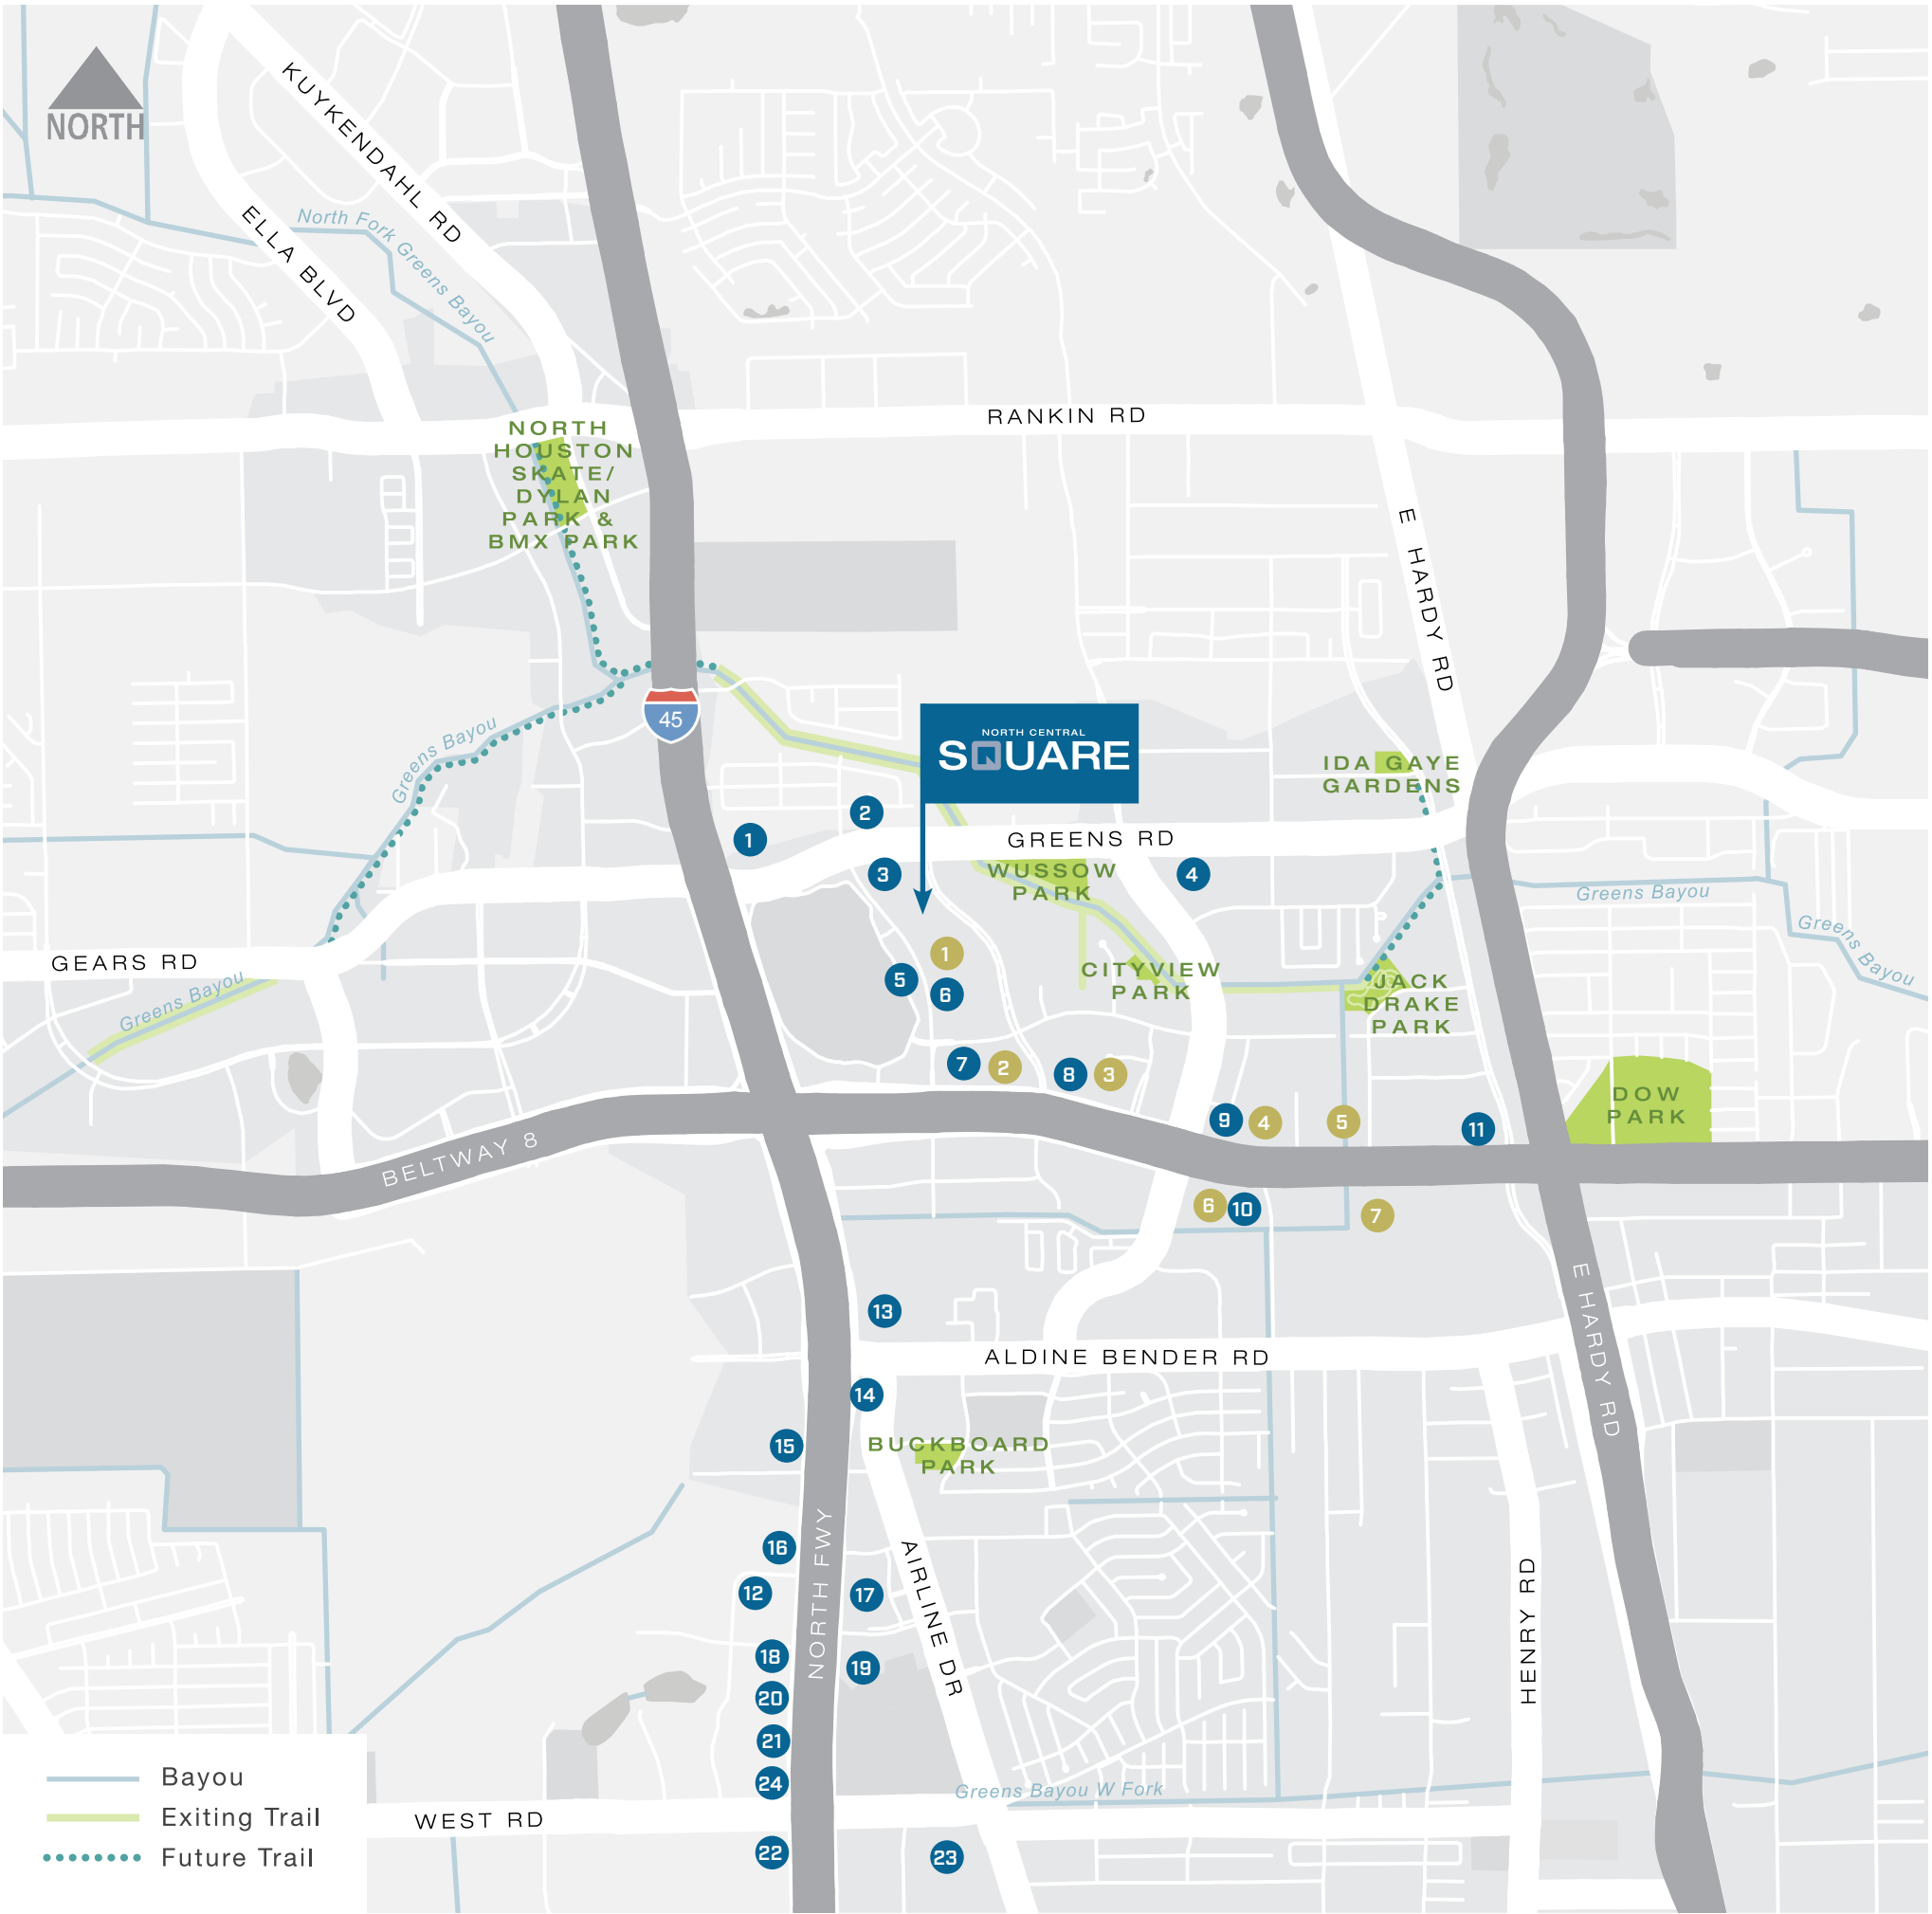 NORTH
KUYKENDAHL RD
ELLA BLVD
North Fork Greens Bayou
RANKIN RD
NORTH
HOUSTON
SKATE/
DYLAN
PARK &
BMX PARK
E HARDY RD
45
Greens Bayou
NORTH CENTRAL
SQUARE
IDA GAYE
GARDENS
2
1
GREENS RD
3
WUSSOW
PARK
4
Greens Bayou
Greens Bayou
GEARS RD
Greens Bayou
1
5
6
CITYVIEW
PARK
JACK
DRAKE
PARK
7
2
8
3
DOW
PARK
9
4
5
11
BELTWAY 8
6
10
7
E HARDY RD
13
ALDINE BENDER RD
14
15
BUCKBOARD
PARK
16
12
17
NORTH FWY
AIRLINE DR
HENRY RD
18
19
20
21
24
Greens Bayou W Fork
WEST RD
22
23
Bayou
Exiting Trail
Future Trail